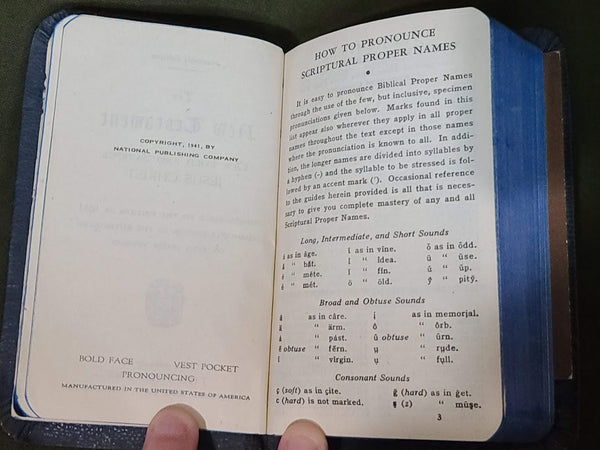 COPYRIGHT, 1941, BY
NATIONAL PUBLISHING COMPANY
BOLD FACE VEST POCKET
PRONOUNCING
MANUFACTURED IN THE UNITED STATES OF AMERICA
HOW TO PRONOUNCE
SCRIPTURAL PROPER NAMES
It is easy to pronounce Biblical Proper Names
through the use of the few, but inclusive, specimen
pronunciations given below. Marks found in this
list appear also wherever they apply in all proper
names throughout the text except in those names
where the pronunciation is known to all. In addi-
tion, the longer names are divided into syllables by
a hyphen (-) and the syllable to be stressed is fol-
lowed by an accent mark (′). Occasional reference
to the guides herein provided is all that is neces-
sary to give you complete mastery of any and all
Scriptural Proper Names.
Long, Intermediate, and Short Sounds
as in āge. ī as in vīne. ŏ as in ŏdd.
ă “ băt. ī “ īdea. ū “ ūse.
ē “ mēte. ĭ “ fĭn. ŭ “ ŭp.
ĕ “ mĕt. ō “ ōld. y̆ “ pity̆.
Broad and Obtuse Sounds
as in câre. as in memorial.
ä “ ärm. ô “ ôrb.
“ pàst. û obtuse “ ûrn.
ẽ obtuse “ fẽrn. “ rude.
“ virgin. “ full.
Consonant Sounds
ç (soft) as in çite. ḡ (hard) as in ḡet.
c (hard) is not marked. (z) “ muse.
3